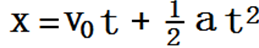 x = v₀ t + ½ a t²